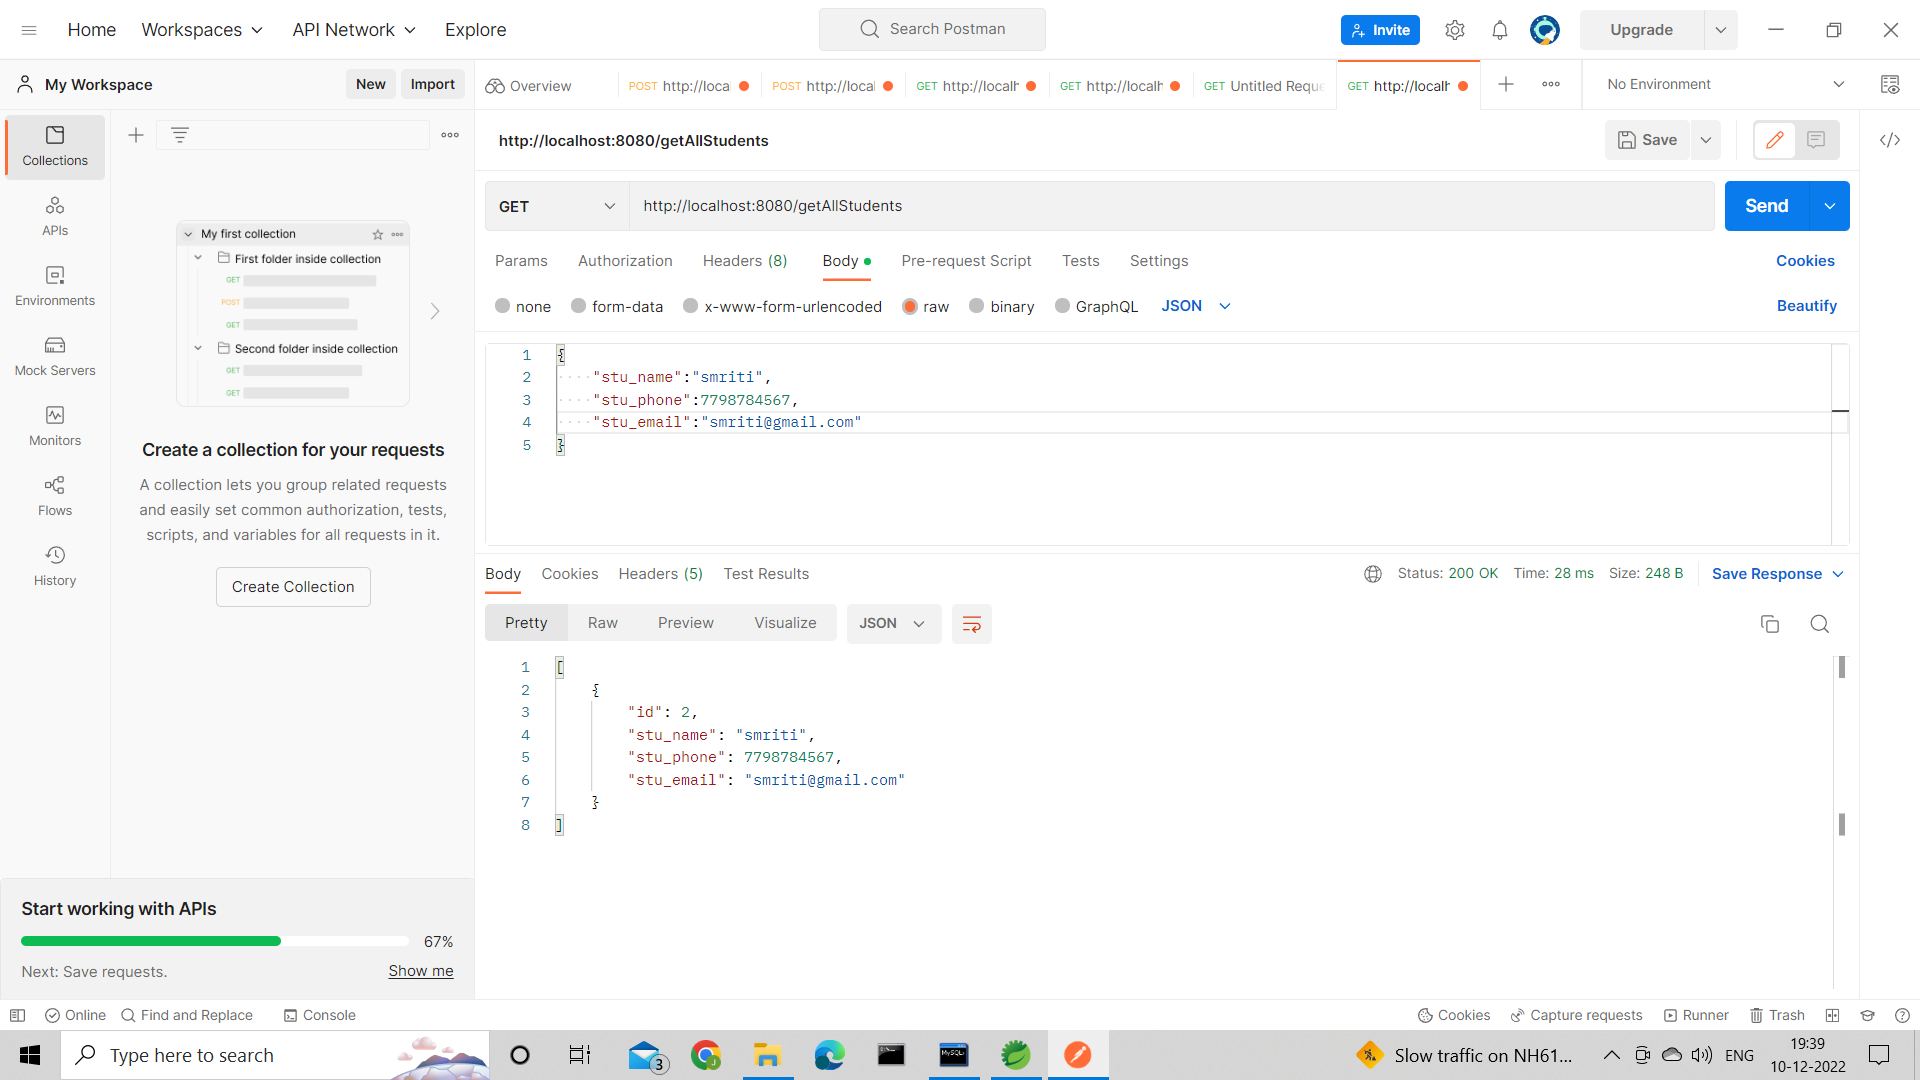 Home Workspaces API Network Explore Search Postman Invite Upgrade
My Workspace New Import Overview POST http://local POST http://local GET http://localh GET http://localh GET Untitled Reque GET http://localh No Environment
Collections
APIs
Environments
Mock Servers
Monitors
Flows
History
My first collection
First folder inside collection
GET
POST
GET
Second folder inside collection
GET
GET
Create a collection for your requests
A collection lets you group related requests
and easily set common authorization, tests,
scripts, and variables for all requests in it.
Create Collection
Start working with APIs
67%
Next: Save requests. Show me
http://localhost:8080/getAllStudents Save
GET http://localhost:8080/getAllStudents Send
Params Authorization Headers (8) Body Pre-request Script Tests Settings Cookies
none form-data x-www-form-urlencoded raw binary GraphQL JSON Beautify
1 {
2 ····"stu_name":"smriti",
3 ····"stu_phone":7798784567,
4 ····"stu_email":"smriti@gmail.com"
5 }
Body Cookies Headers (5) Test Results Status: 200 OK Time: 28 ms Size: 248 B Save Response
Pretty Raw Preview Visualize JSON
1 [
2 {
3 "id": 2,
4 "stu_name": "smriti",
5 "stu_phone": 7798784567,
6 "stu_email": "smriti@gmail.com"
7 }
8 ]
Online Find and Replace Console Cookies Capture requests Runner Trash
Type here to search 3 MySQL Slow traffic on NH61... ENG 19:39
10-12-2022